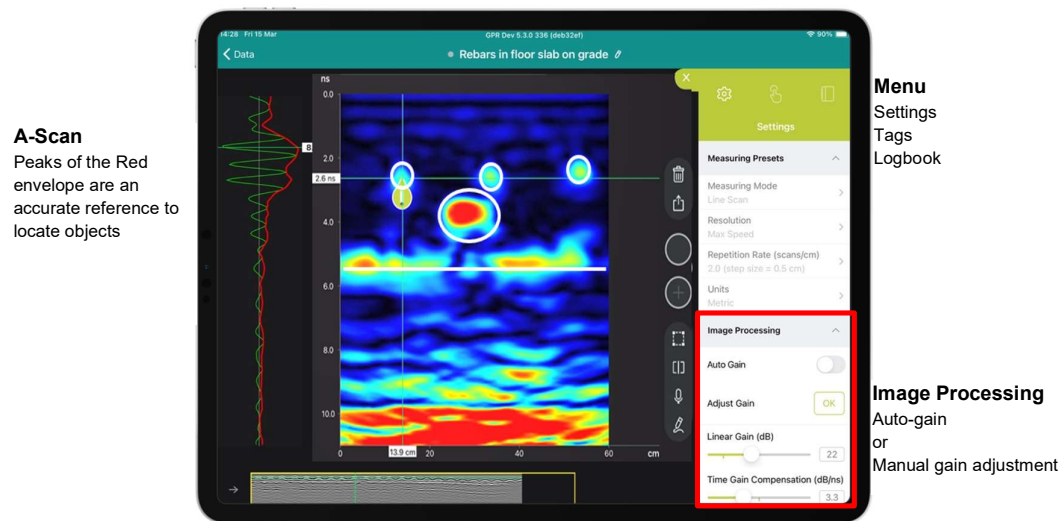 14:28 Fri 15 Mar
GPR Dev 5.3.0 336 (deb32ef)
90%
Data
Rebars in floor slab on grade
A-Scan
Peaks of the Red
envelope are an
accurate reference to
locate objects
8
ns
0.0
2.0
2.6 ns
4.0
6.0
8.0
10.0
0
13.9 cm
20
40
60
cm
X
Settings
Measuring Presets
Measuring Mode
Line Scan
Resolution
Max Speed
Repetition Rate (scans/cm)
2.0 (step size = 0.5 cm)
Units
Metric
Image Processing
Auto Gain
Adjust Gain
OK
Linear Gain (dB)
22
Time Gain Compensation (dB/ns)
3.3
Menu
Settings
Tags
Logbook
Image Processing
Auto-gain
or
Manual gain adjustment